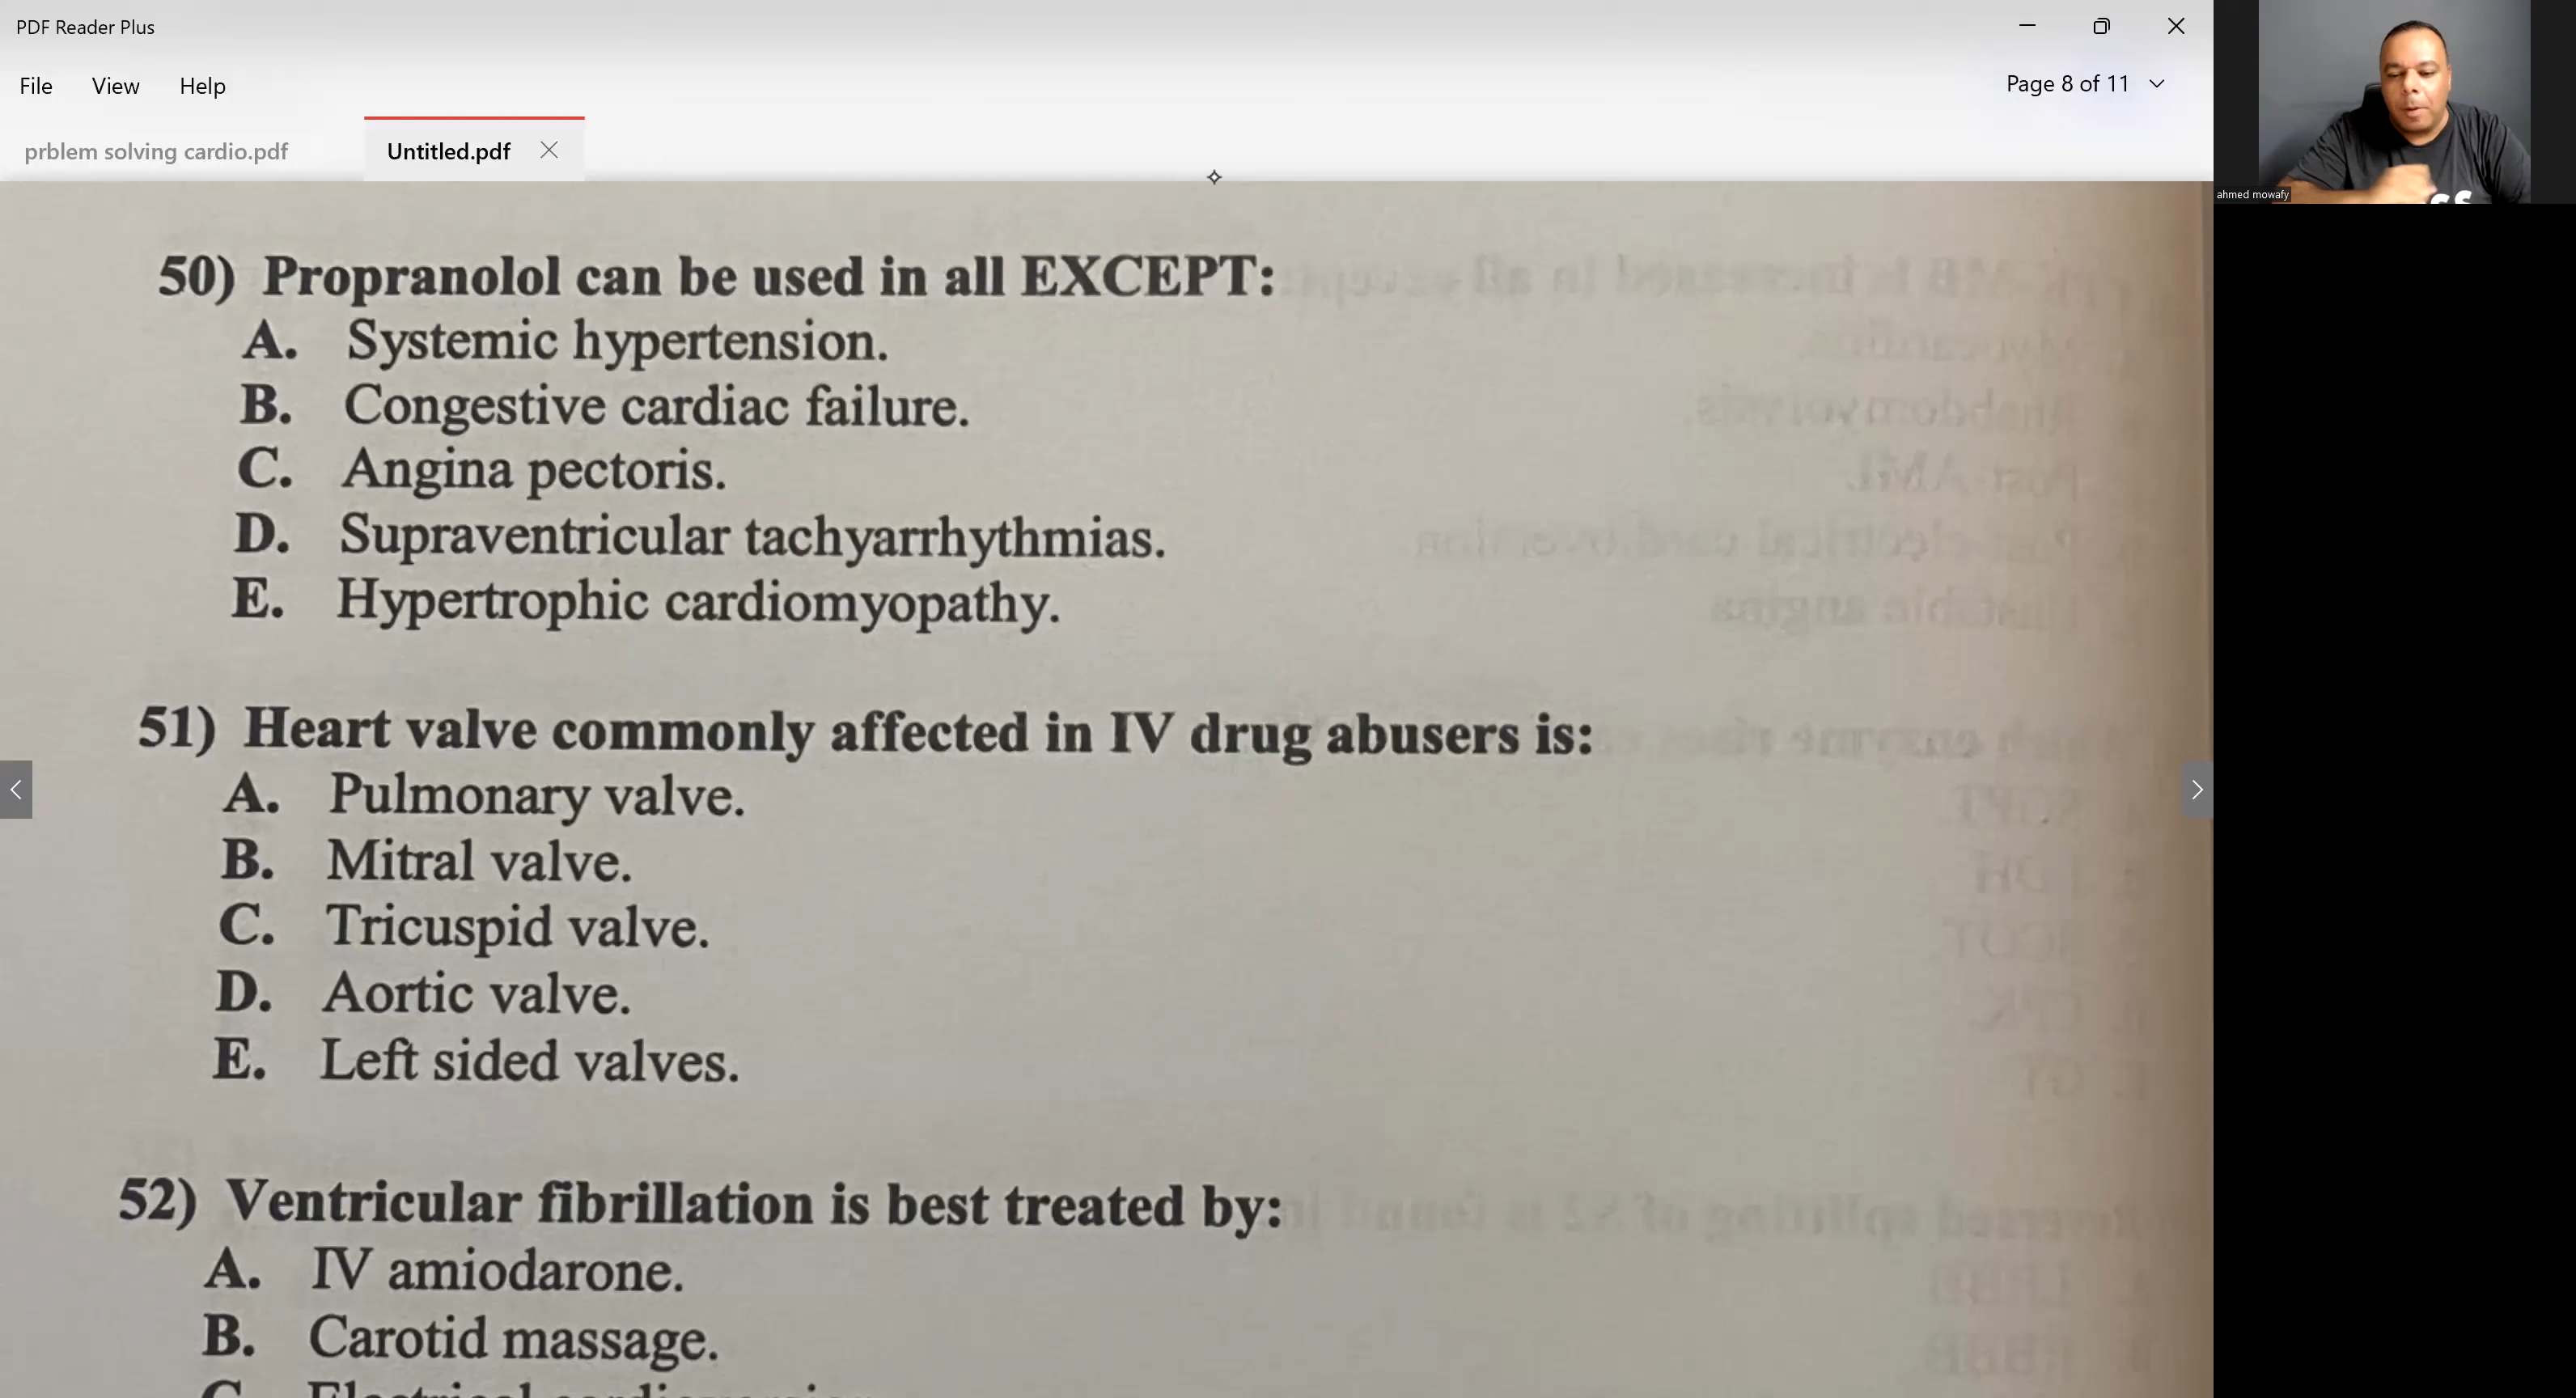 PDF Reader Plus
File View Help
Page 8 of 11
prblem solving cardio.pdf
Untitled.pdf
ahmed mowafy
50) Propranolol can be used in all EXCEPT:
A. Systemic hypertension.
B. Congestive cardiac failure.
C. Angina pectoris.
D. Supraventricular tachyarrhythmias.
E. Hypertrophic cardiomyopathy.
51) Heart valve commonly affected in IV drug abusers is:
A. Pulmonary valve.
B. Mitral valve.
C. Tricuspid valve.
D. Aortic valve.
E. Left sided valves.
52) Ventricular fibrillation is best treated by:
A. IV amiodarone.
B. Carotid massage.